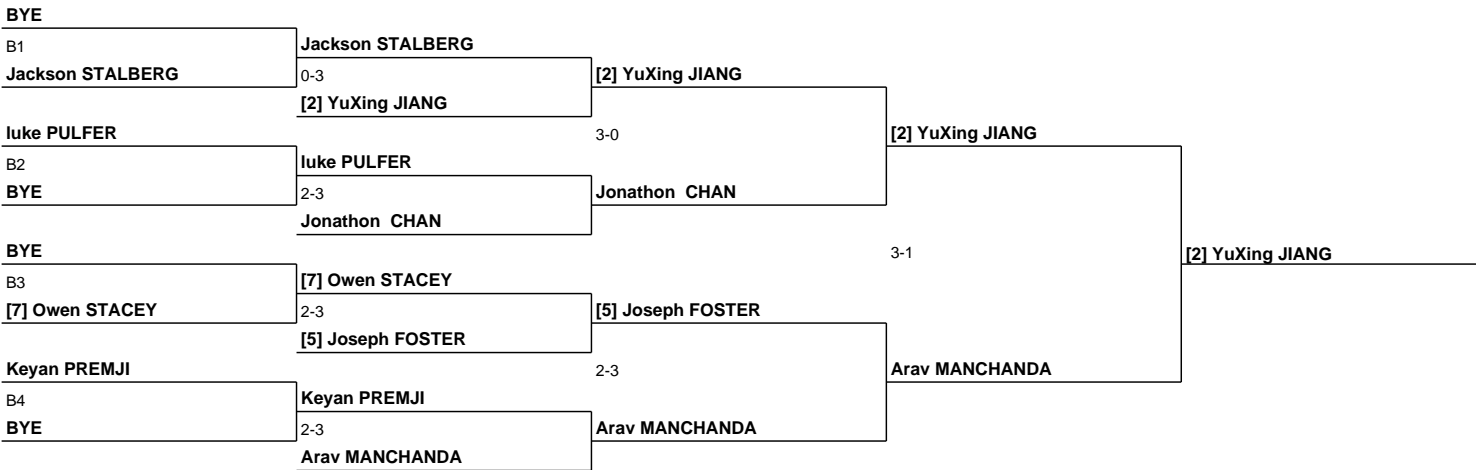 BYE
B1
Jackson STALBERG
Jackson STALBERG
0-3
[2] YuXing JIANG
[2] YuXing JIANG
luke PULFER
3-0
[2] YuXing JIANG
B2
luke PULFER
BYE
2-3
Jonathon  CHAN
Jonathon  CHAN
BYE
3-1
[2] YuXing JIANG
B3
[7] Owen STACEY
[7] Owen STACEY
2-3
[5] Joseph FOSTER
[5] Joseph FOSTER
Keyan PREMJI
2-3
Arav MANCHANDA
B4
Keyan PREMJI
BYE
2-3
Arav MANCHANDA
Arav MANCHANDA